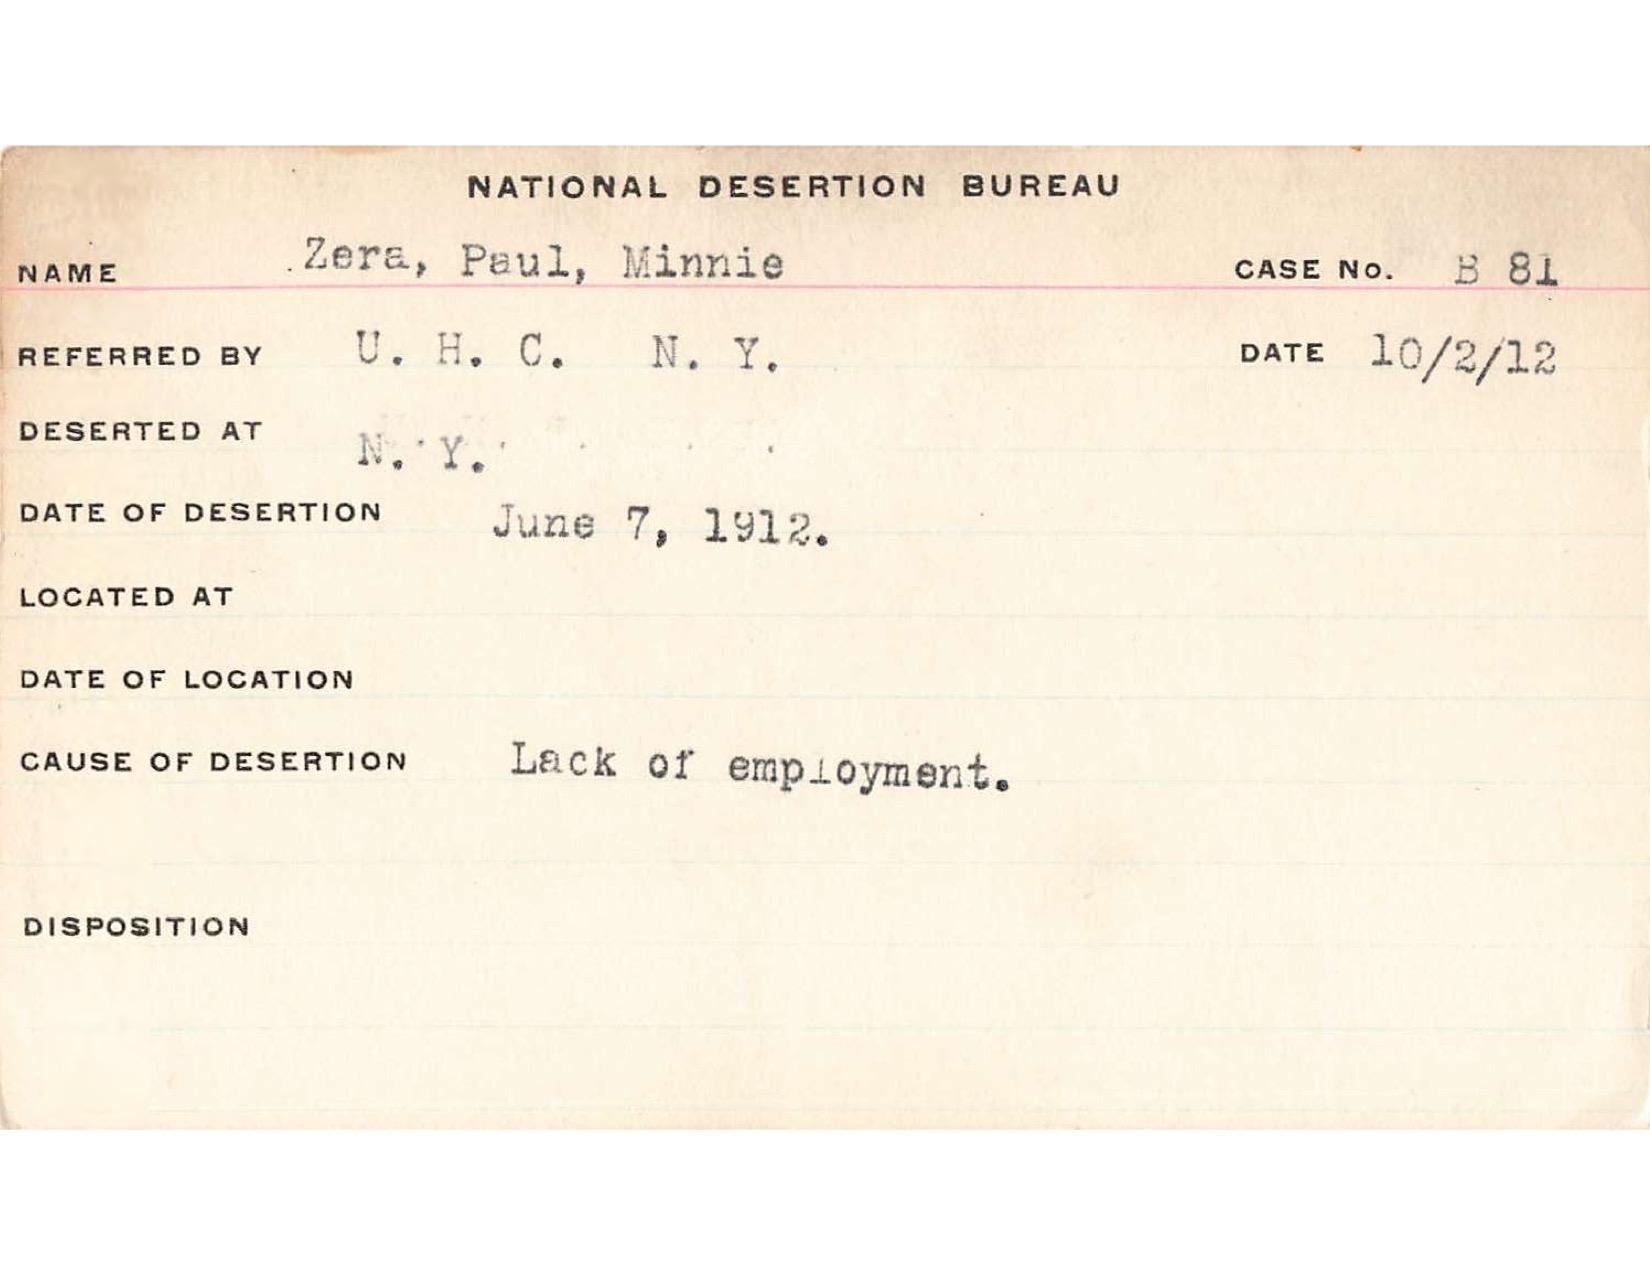 NATIONAL DESERTION BUREAU
NAME Zera, Paul, Minnie CASE No. B 81
REFERRED BY U. H. C. N. Y. DATE 10/2/12
DESERTED AT N. Y.
DATE OF DESERTION June 7, 1912.
LOCATED AT
DATE OF LOCATION
CAUSE OF DESERTION Lack of employment.
DISPOSITION